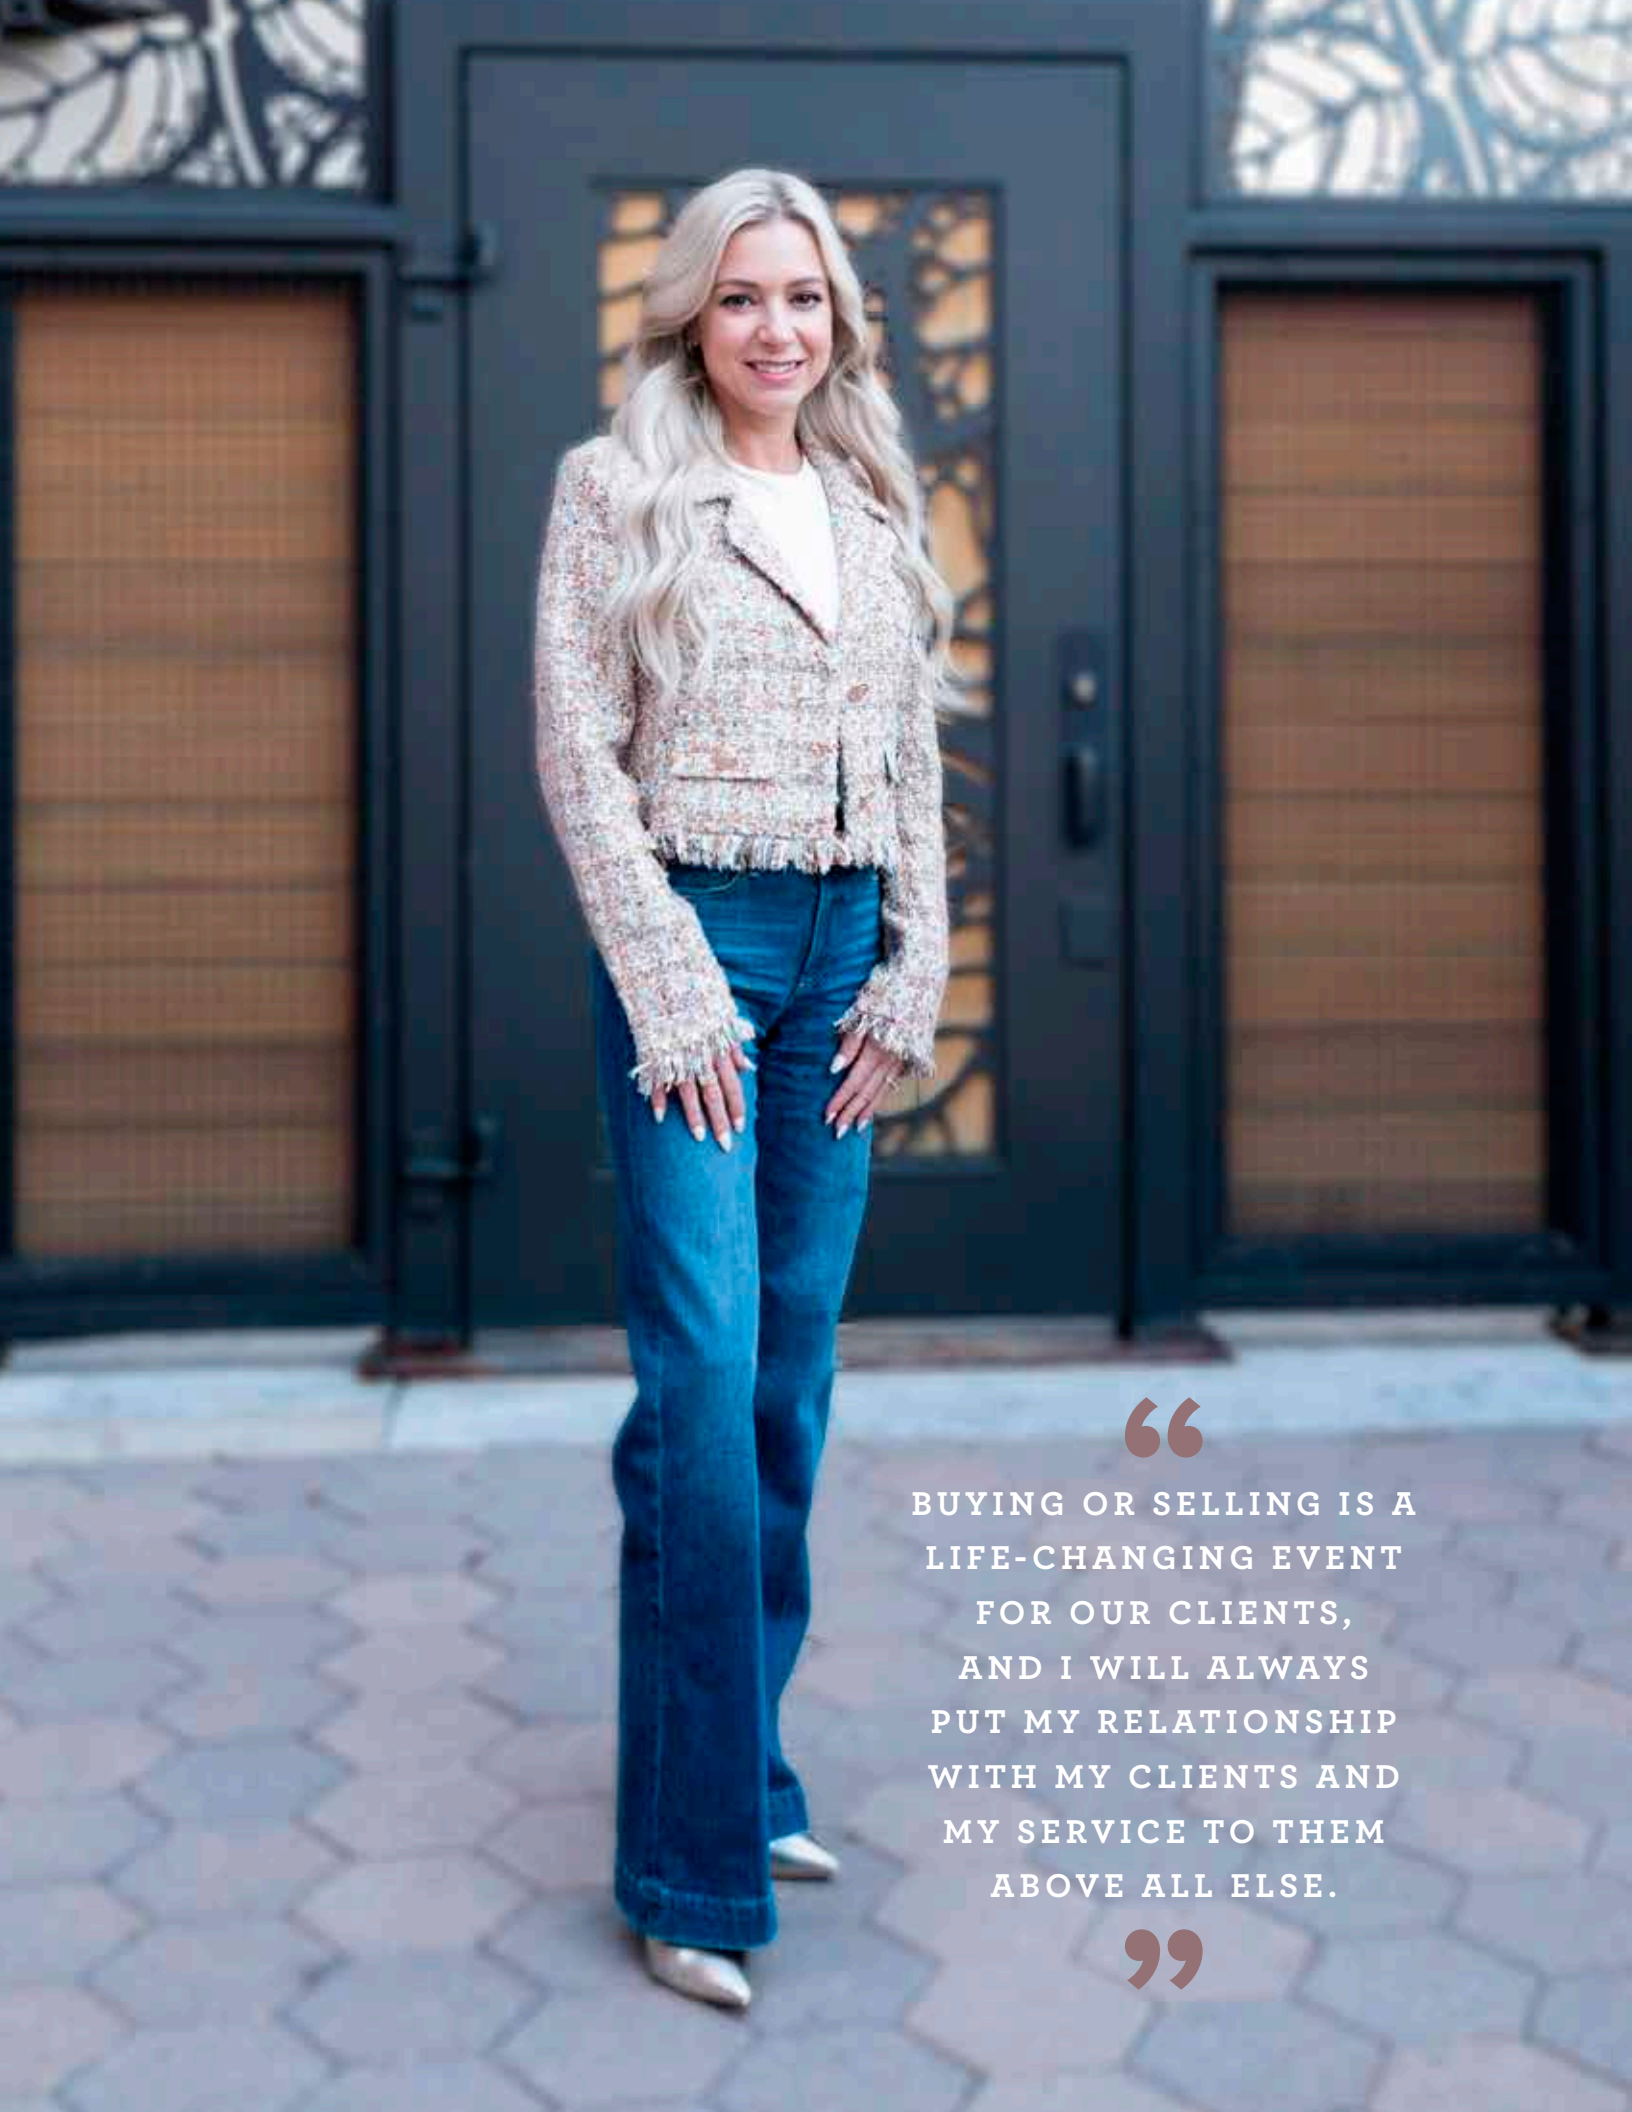 “
BUYING OR SELLING IS A
LIFE-CHANGING EVENT
FOR OUR CLIENTS,
AND I WILL ALWAYS
PUT MY RELATIONSHIP
WITH MY CLIENTS AND
MY SERVICE TO THEM
ABOVE ALL ELSE.
”